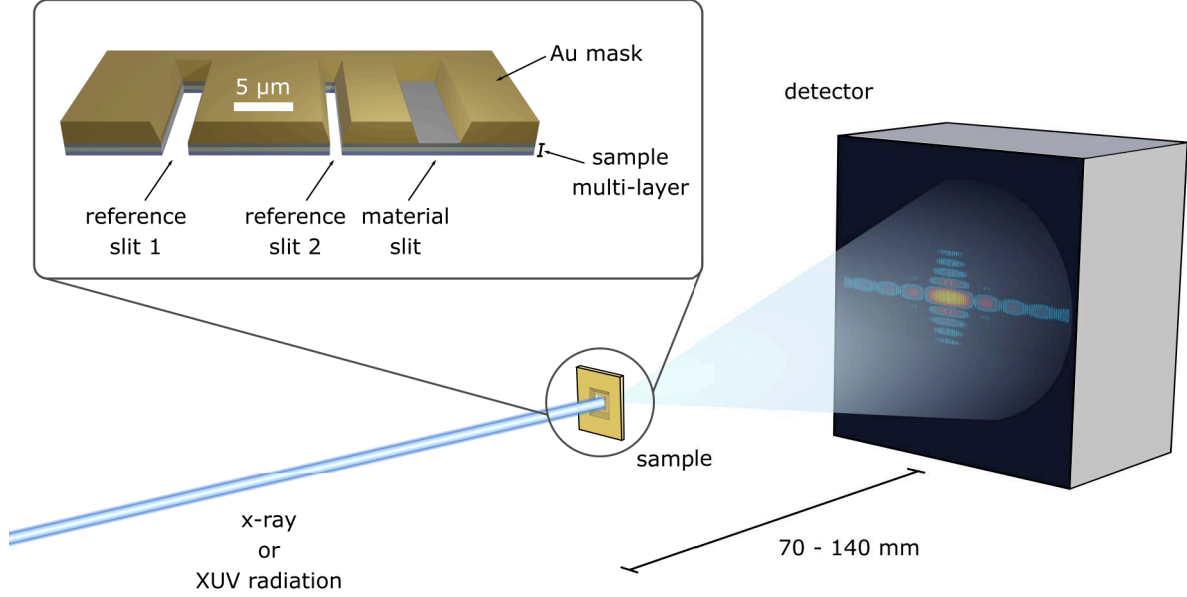 Au mask
5 μm
detector
sample
multi-layer
reference
slit 1
reference
slit 2
material
slit
sample
x-ray
or
XUV radiation
70 - 140 mm